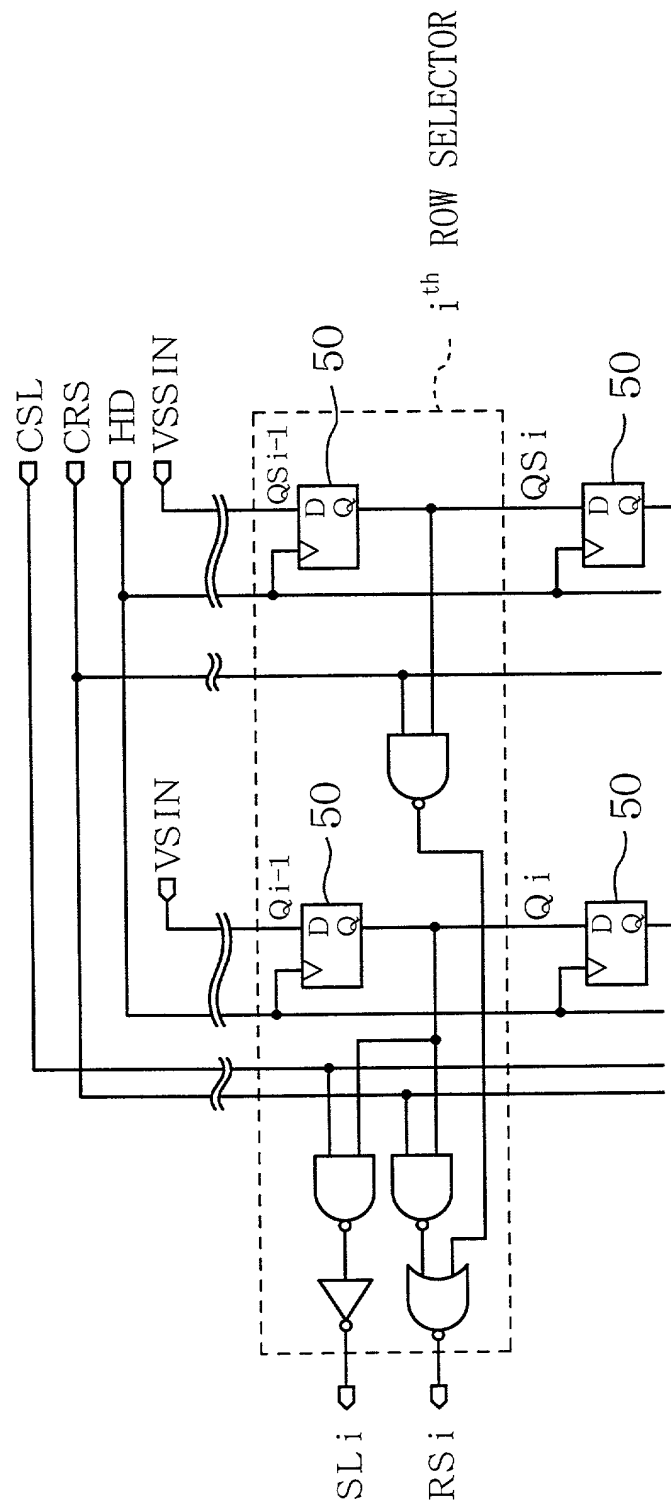 CSL
CRS
HD
VSSIN
VSIN
QSi-1
D
Q
50
Qi-1
D
Q
50
i^th ROW SELECTOR
QSi
D
Q
50
Qi
D
Q
50
SLi
RSi